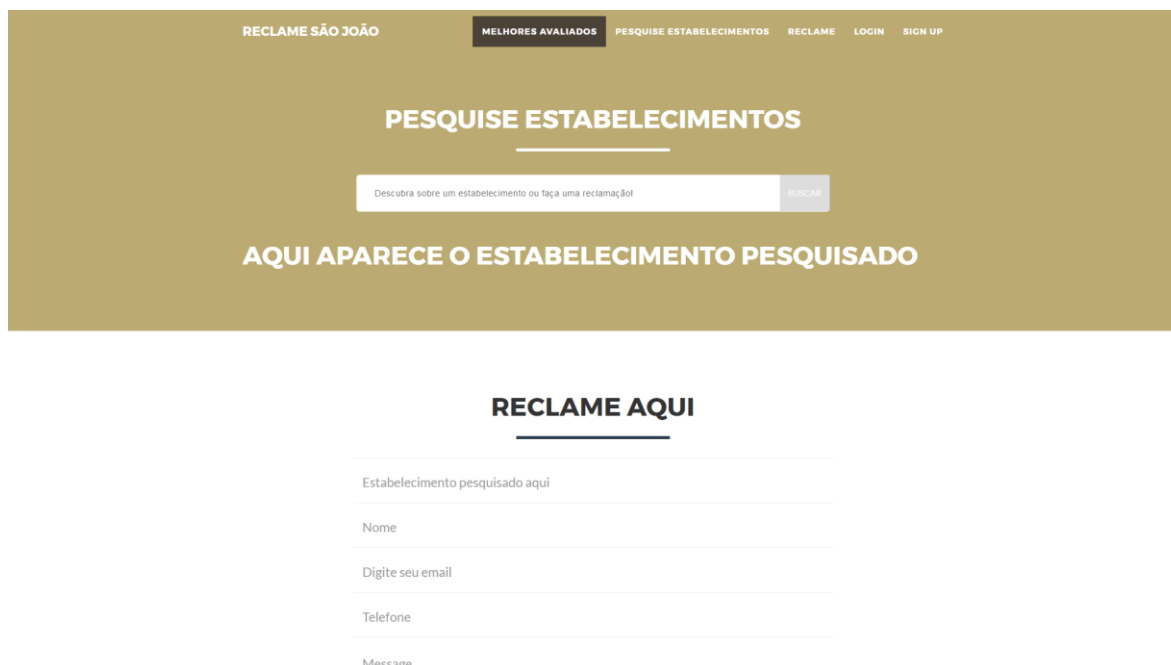 RECLAME SÃO JOÃO MELHORES AVALIADOS PESQUISE ESTABELECIMENTOS RECLAME LOGIN SIGN UP
PESQUISE ESTABELECIMENTOS
Descubra sobre um estabelecimento ou faça uma reclamação! BUSCAR
AQUI APARECE O ESTABELECIMENTO PESQUISADO
RECLAME AQUI
Estabelecimento pesquisado aqui
Nome
Digite seu email
Telefone
Message